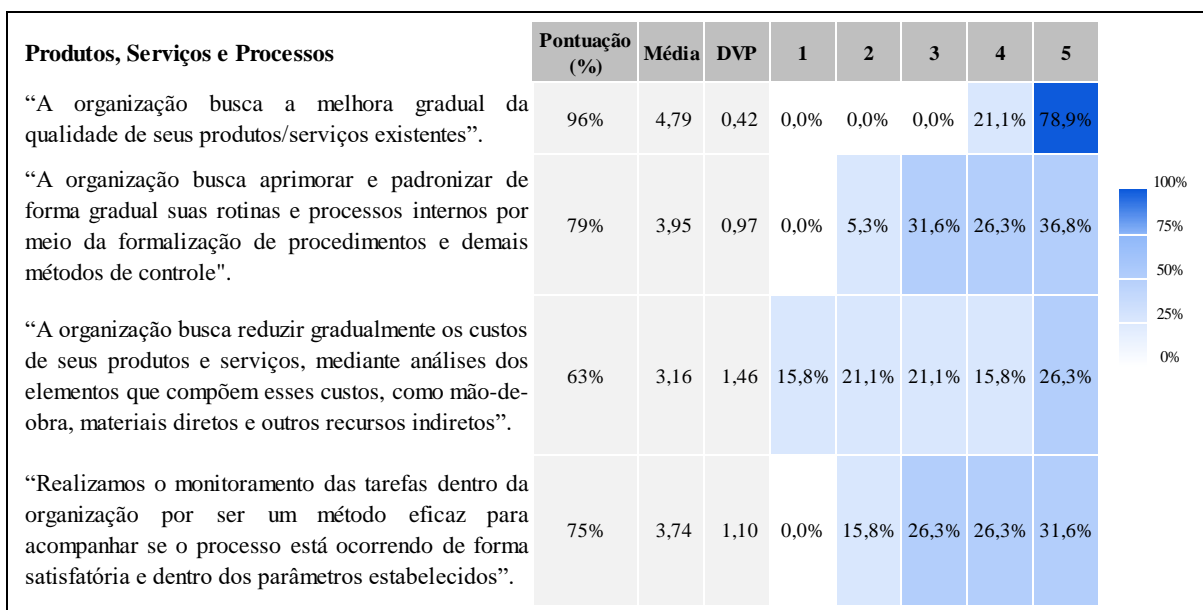 Produtos, Serviços e Processos Pontuação (%) Média DVP 1 2 3 4 5
“A organização busca a melhora gradual da
qualidade de seus produtos/serviços existentes”.
96% 4,79 0,42 0,0% 0,0% 0,0% 21,1% 78,9%
“A organização busca aprimorar e padronizar de
forma gradual suas rotinas e processos internos por
meio da formalização de procedimentos e demais
métodos de controle".
79% 3,95 0,97 0,0% 5,3% 31,6% 26,3% 36,8%
“A organização busca reduzir gradualmente os custos
de seus produtos e serviços, mediante análises dos
elementos que compõem esses custos, como mão-de-
obra, materiais diretos e outros recursos indiretos”.
63% 3,16 1,46 15,8% 21,1% 21,1% 15,8% 26,3%
“Realizamos o monitoramento das tarefas dentro da
organização por ser um método eficaz para
acompanhar se o processo está ocorrendo de forma
satisfatória e dentro dos parâmetros estabelecidos”.
75% 3,74 1,10 0,0% 15,8% 26,3% 26,3% 31,6%
100%
75%
50%
25%
0%